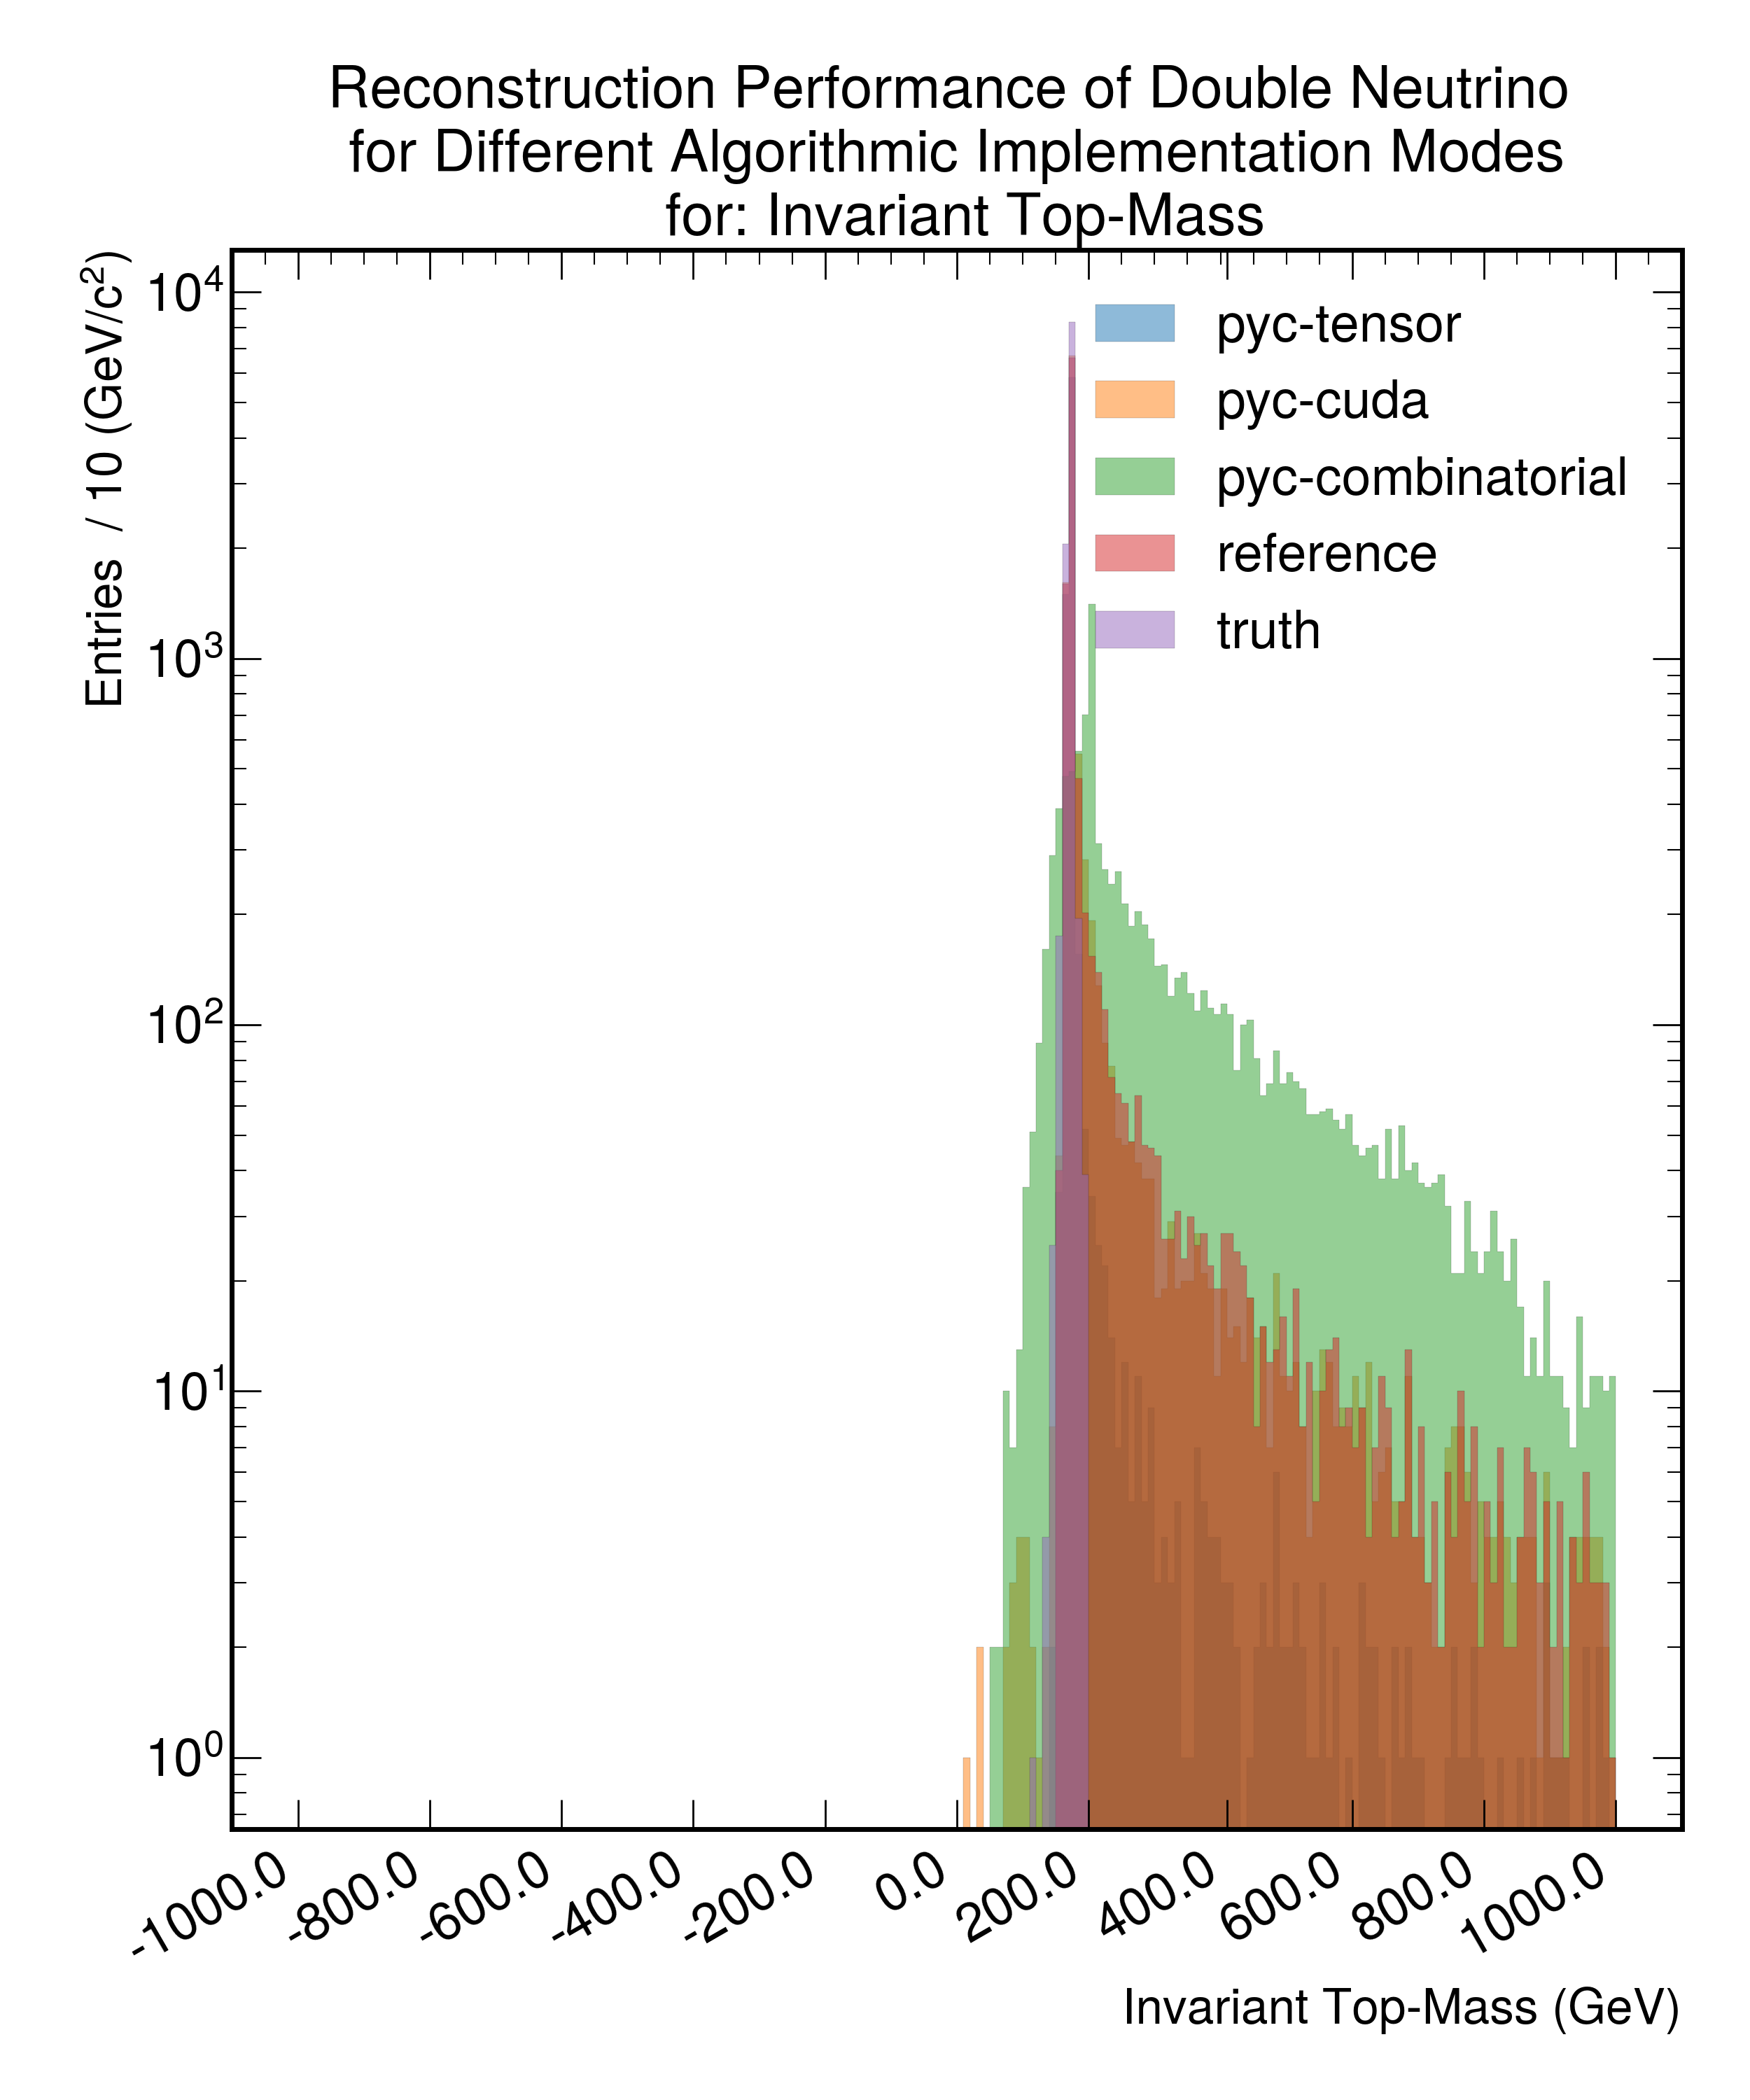 Reconstruction Performance of Double Neutrino
for Different Algorithmic Implementation Modes
for: Invariant Top-Mass
Entries / 10 (GeV/c²)
10⁴
10³
10²
10¹
10⁰
pyc-tensor
pyc-cuda
pyc-combinatorial
reference
truth
-1000.0
-800.0
-600.0
-400.0
-200.0
0.0
200.0
400.0
600.0
800.0
1000.0
Invariant Top-Mass (GeV)